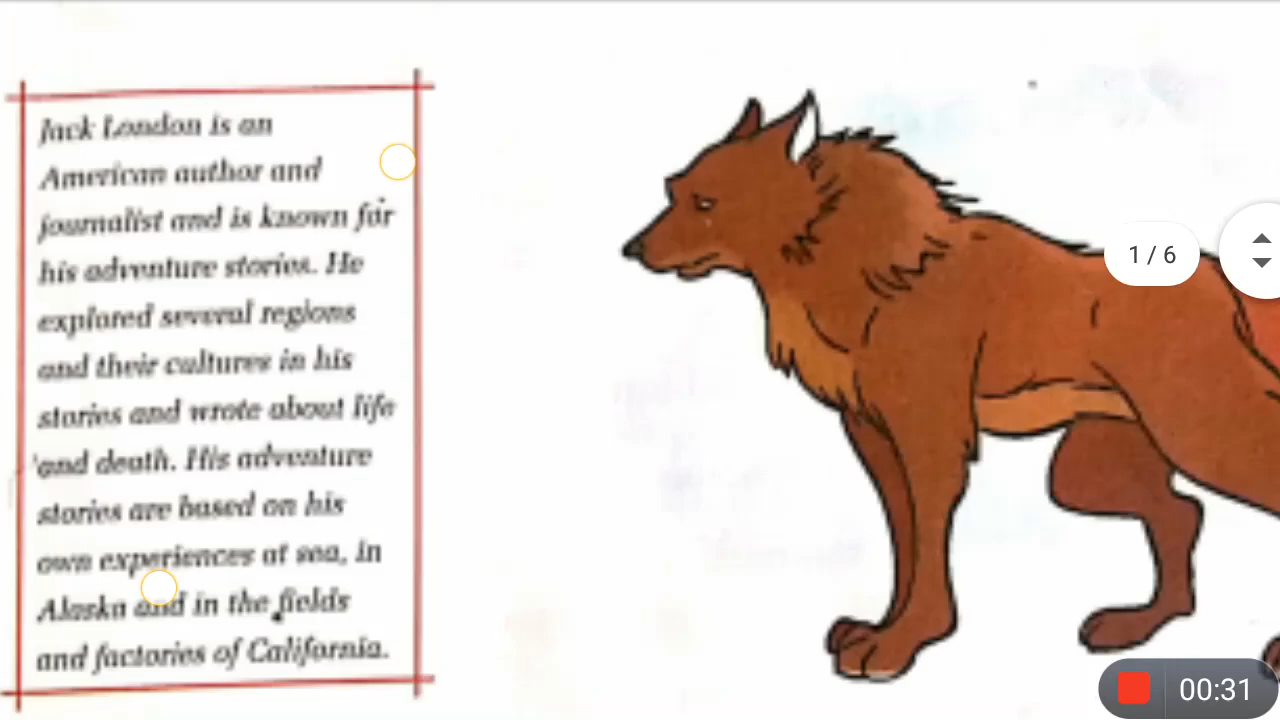 Jack London is an
American author and
journalist and is known for
his adventure stories. He
explored several regions
and their cultures in his
stories and wrote about life
and death. His adventure
stories are based on his
own experiences at sea, in
Alaska and in the fields
and factories of California.
1 / 6
00:31